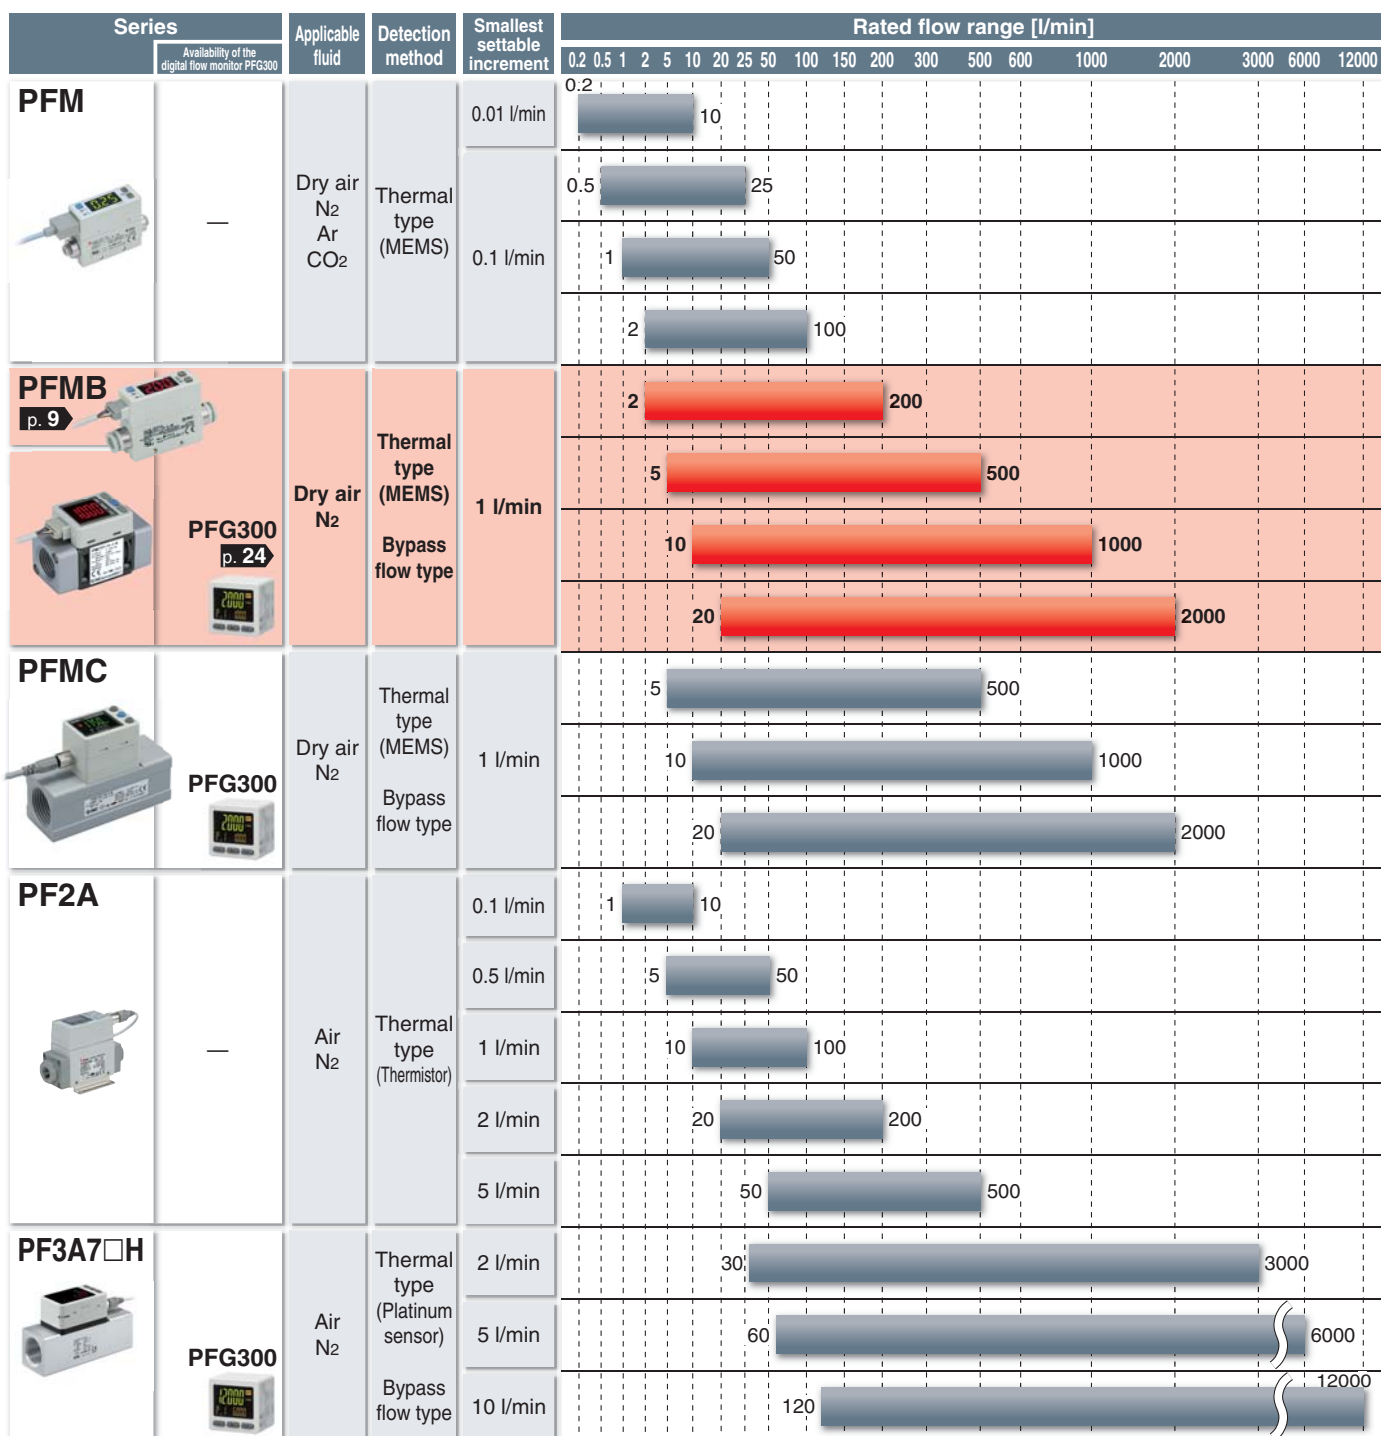 Series
Availability of the
digital flow monitor PFG300
Applicable
fluid
Detection
method
Smallest
settable
increment
Rated flow range [l/min]
0.2 0.5 1 2 5 10 20 25 50 100 150 200 300 500 600 1000 2000 3000 6000 12000
PFM
—
Dry air
N2
Ar
CO2
Thermal
type
(MEMS)
0.01 l/min
0.2
10
0.1 l/min
0.5
25
1
50
2
100
PFMB
p. 9
PFG300
p. 24
Dry air
N2
Thermal
type
(MEMS)
Bypass
flow type
1 l/min
2
200
5
500
10
1000
20
2000
PFMC
PFG300
Dry air
N2
Thermal
type
(MEMS)
Bypass
flow type
1 l/min
5
500
10
1000
20
2000
PF2A
—
Air
N2
Thermal
type
(Thermistor)
0.1 l/min
1
10
0.5 l/min
5
50
1 l/min
10
100
2 l/min
20
200
5 l/min
50
500
PF3A7□H
PFG300
Air
N2
Thermal
type
(Platinum
sensor)
Bypass
flow type
2 l/min
30
3000
5 l/min
60
6000
10 l/min
120
12000